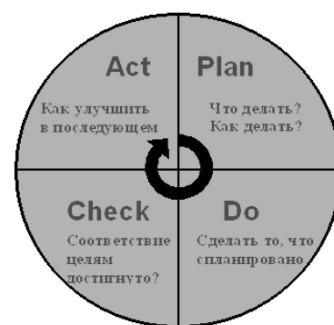 Act
Как улучшить
в последующем
Plan
Что делать?
Как делать?
Check
Соответствие
целям
достигнуто?
Do
Сделать то, что
спланировано